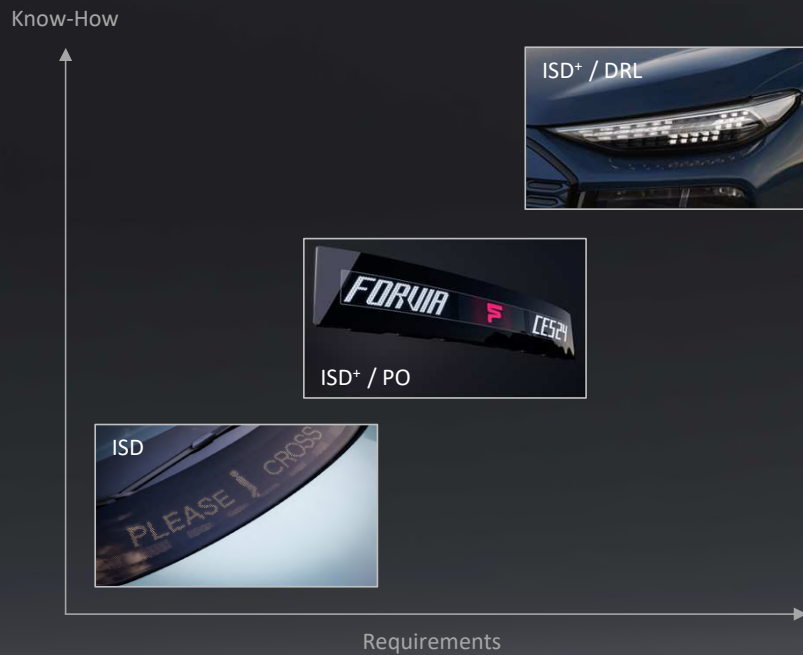 Know-How
ISD⁺ / DRL
FORVIA
CES24
ISD⁺ / PO
ISD
PLEASE CROSS
Requirements